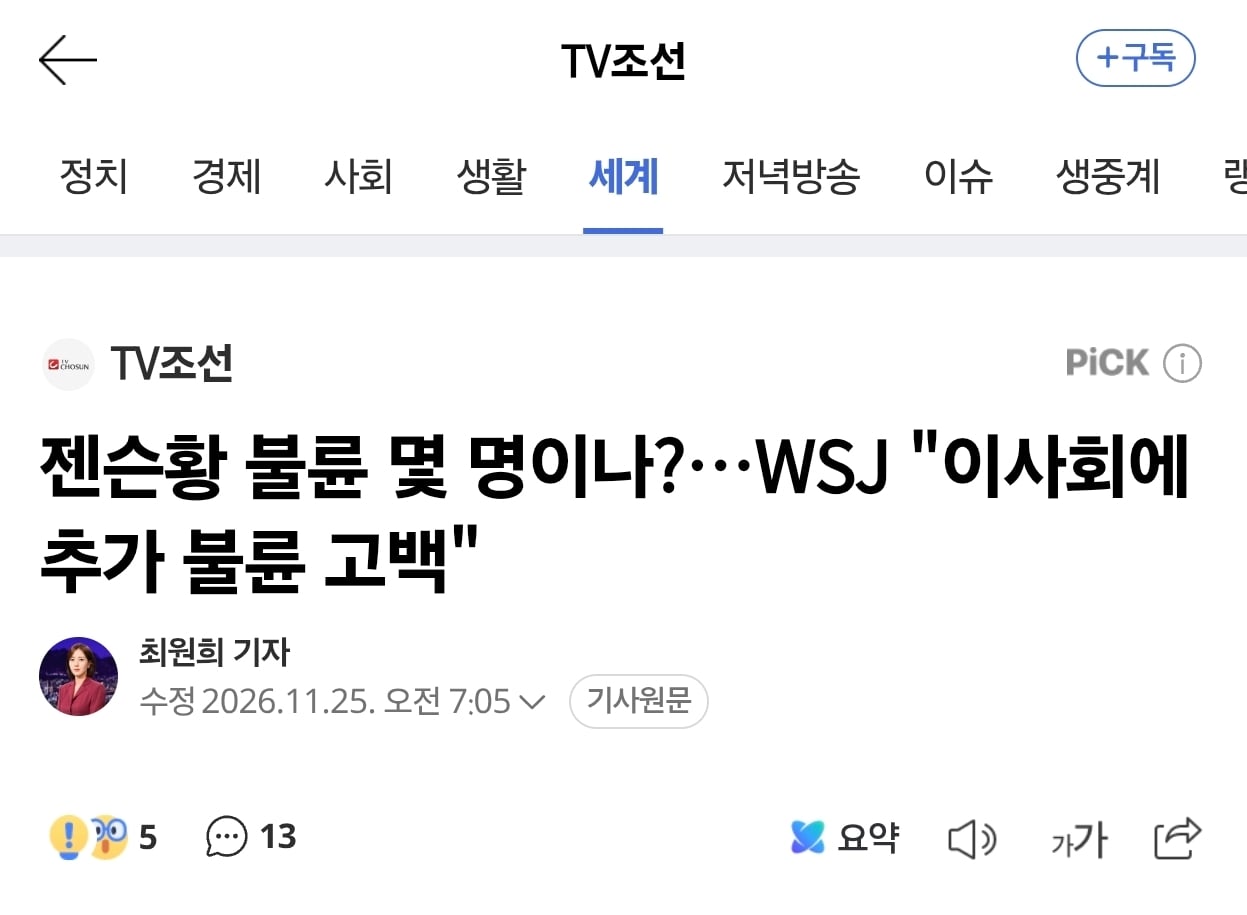 TV조선
+구독
정치 경제 사회 생활 세계 저녁방송 이슈 생중계
TV CHOSUN
TV조선
PiCK
젠슨황 불륜 몇 명이나?…WSJ "이사회에
추가 불륜 고백"
최원희 기자
수정 2026.11.25. 오전 7:05
기사원문
5
13
요약
가가